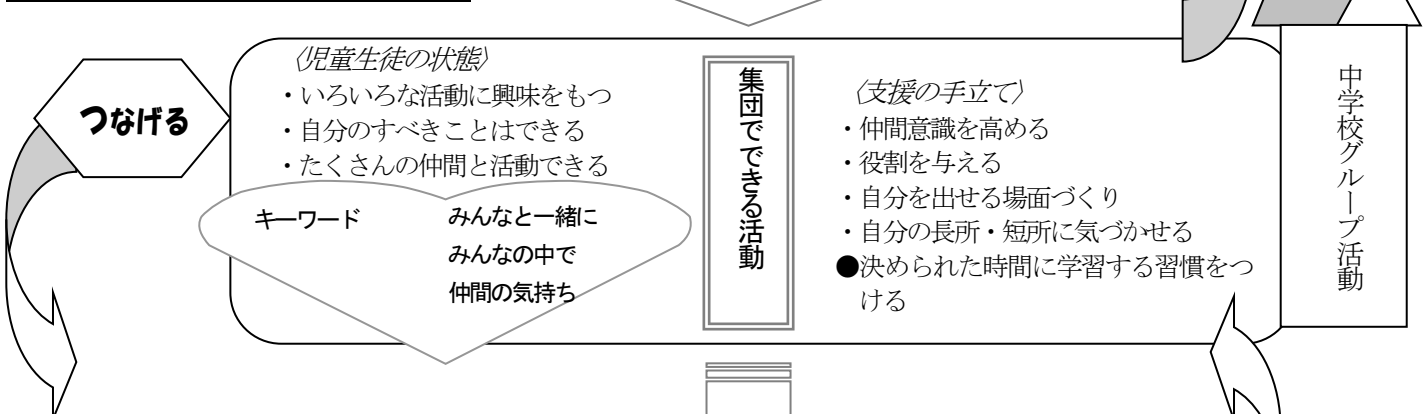 つなげる
〈児童生徒の状態〉
・いろいろな活動に興味をもつ
・自分のすべきことはできる
・たくさんの仲間と活動できる
キーワード
みんなと一緒に
みんなの中で
仲間の気持ち
集団でできる活動
〈支援の手立て〉
・仲間意識を高める
・役割を与える
・自分を出せる場面づくり
・自分の長所・短所に気づかせる
●決められた時間に学習する習慣をつ
ける
中学校グループ活動